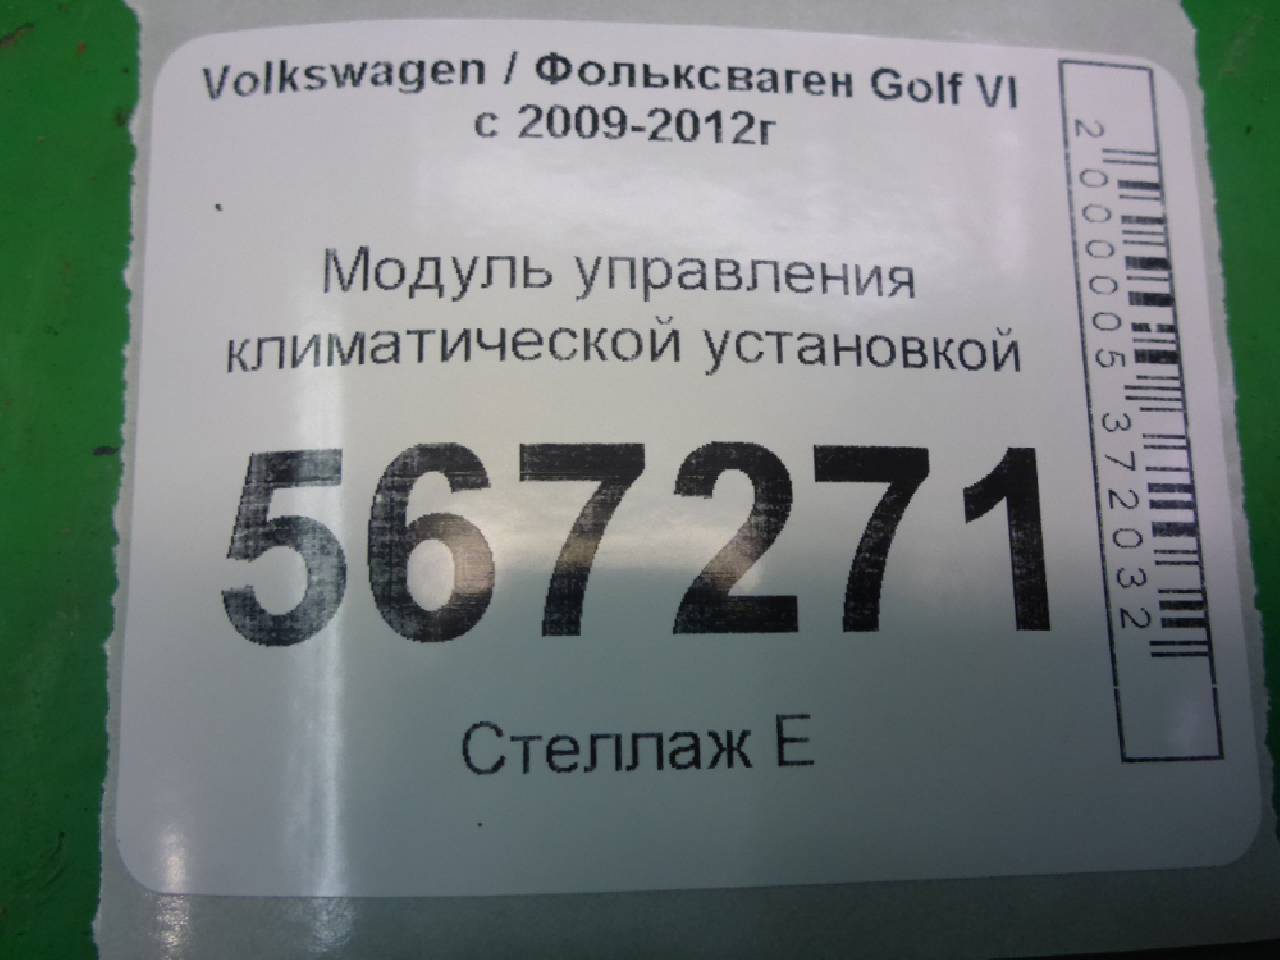 Volkswagen / Фольксваген Golf VI
с 2009-2012г
Модуль управления
климатической установкой
567271
Стеллаж Е
2000005372032